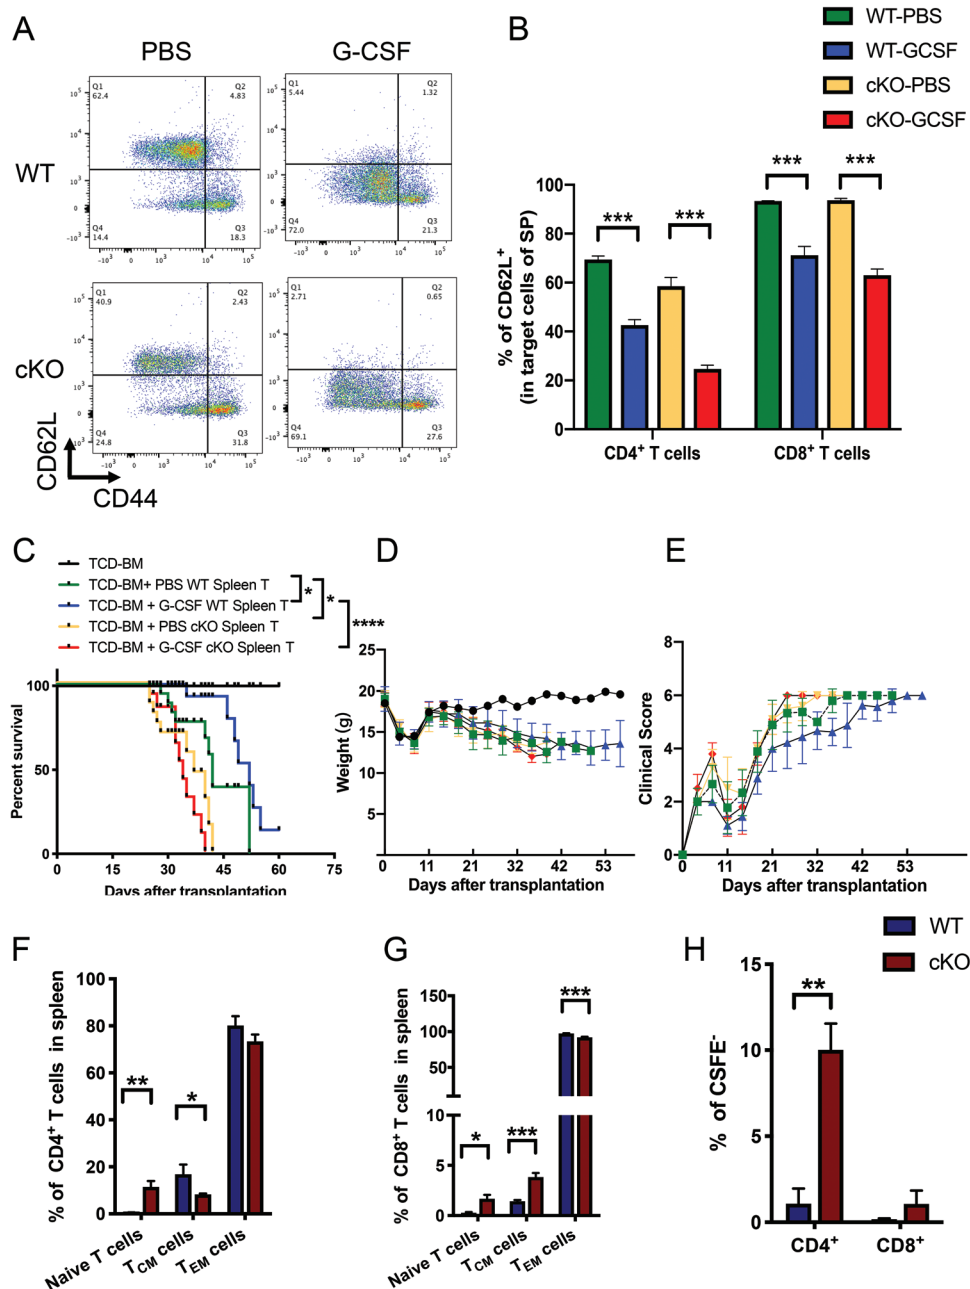 A
PBS
G-CSF
WT
cKO
Q1
62.4
Q2
4.83
Q4
14.4
Q3
18.3
Q1
5.44
Q2
1.32
Q4
72.0
Q3
21.3
Q1
40.9
Q2
2.43
Q4
24.8
Q3
31.8
Q1
2.71
Q2
0.65
Q4
69.1
Q3
27.6
CD62L
CD44
B
WT-PBS
WT-GCSF
cKO-PBS
cKO-GCSF
% of CD62L⁺
(in target cells of SP)
100
80
60
40
20
0
***
***
***
***
CD4⁺ T cells
CD8⁺ T cells
C
TCD-BM
TCD-BM+ PBS WT Spleen T
TCD-BM + G-CSF WT Spleen T
TCD-BM + PBS cKO Spleen T
TCD-BM + G-CSF cKO Spleen T
*
*
****
Percent survival
100
50
0
0 15 30 45 60 75
Days after transplantation
D
Weight (g)
25
20
15
10
5
0 11 21 32 42 53
Days after transplantation
E
Clinical Score
8
6
4
2
0
0 11 21 32 42 53
Days after transplantation
F
% of CD4⁺ T cells in spleen
100
80
60
40
20
0
**
*
Naive T cells
TCM cells
TEM cells
G
% of CD8⁺ T cells in spleen
150
100
50
10
5
0
*
***
***
Naive T cells
TCM cells
TEM cells
H
WT
cKO
% of CSFE⁻
15
10
5
0
**
CD4⁺
CD8⁺